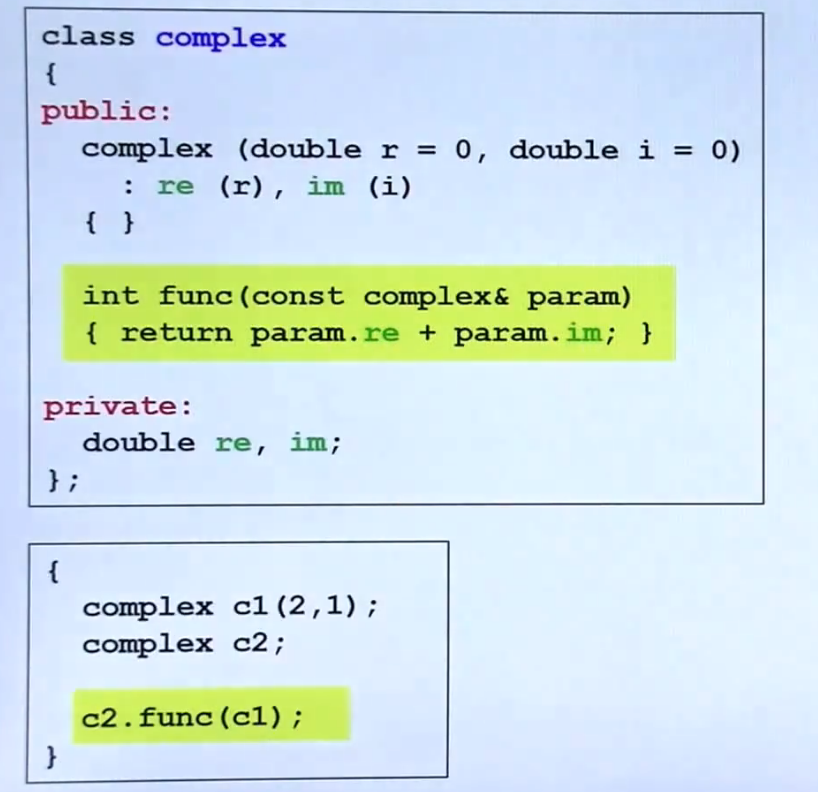 class complex
{
public:
  complex (double r = 0, double i = 0)
    : re (r), im (i)
  { }
  int func(const complex& param)
  { return param.re + param.im; }
private:
  double re, im;
};
{
  complex c1(2,1);
  complex c2;
  c2.func(c1);
}